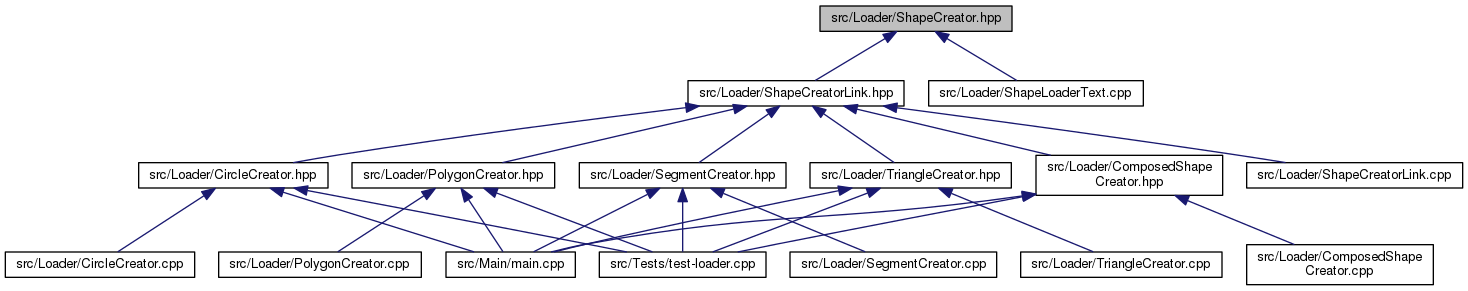 src/Loader/ShapeCreator.hpp
src/Loader/ShapeCreatorLink.hpp
src/Loader/ShapeLoaderText.cpp
src/Loader/CircleCreator.hpp
src/Loader/PolygonCreator.hpp
src/Loader/SegmentCreator.hpp
src/Loader/TriangleCreator.hpp
src/Loader/ComposedShape
Creator.hpp
src/Loader/ShapeCreatorLink.cpp
src/Loader/CircleCreator.cpp
src/Loader/PolygonCreator.cpp
src/Main/main.cpp
src/Tests/test-loader.cpp
src/Loader/SegmentCreator.cpp
src/Loader/TriangleCreator.cpp
src/Loader/ComposedShape
Creator.cpp